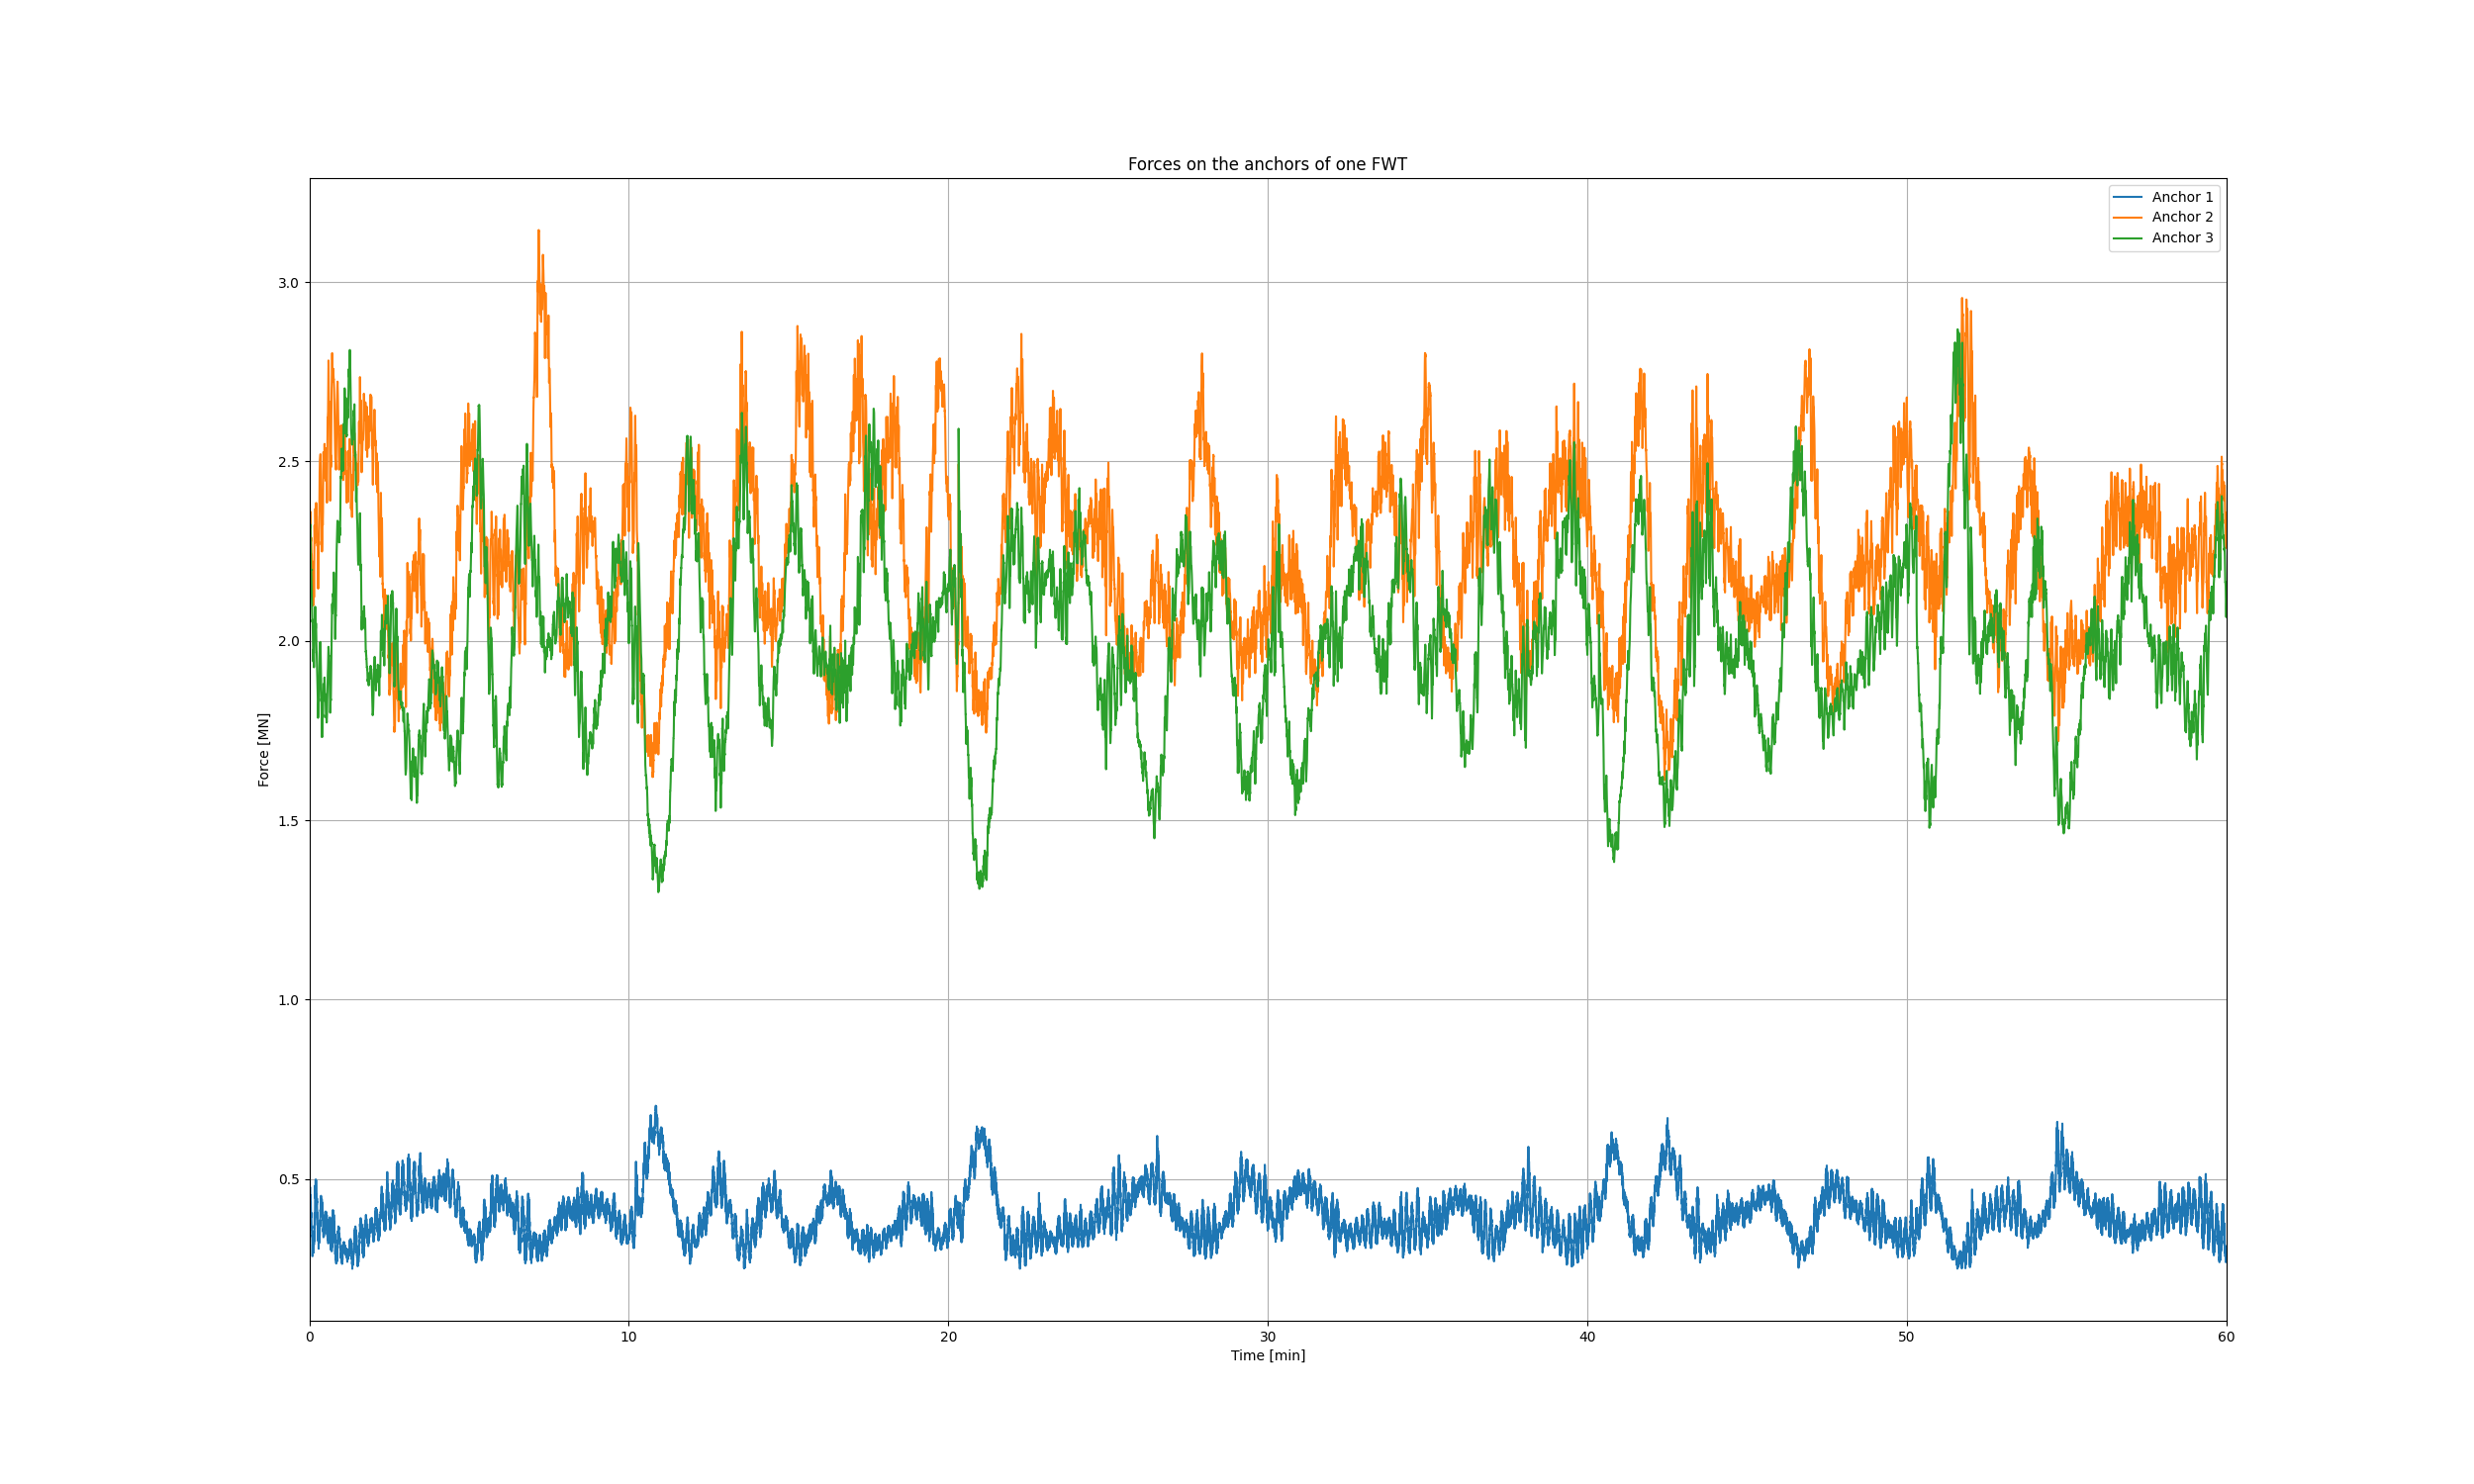 Forces on the anchors of one FWT
Anchor 1
Anchor 2
Anchor 3
3.0
2.5
2.0
1.5
1.0
0.5
Force [MN]
0 10 20 30 40 50 60
Time [min]